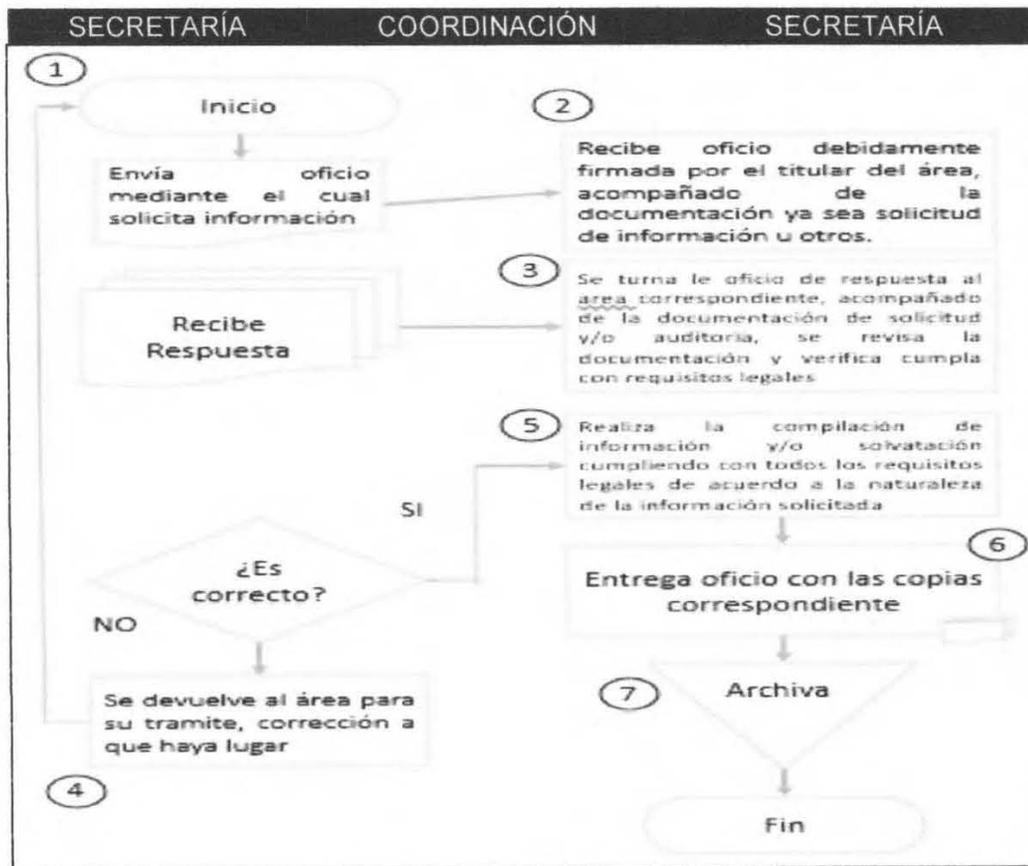 SECRETARÍA COORDINACIÓN SECRETARÍA
1
Inicio
Envía oficio
mediante el cual
solicita información
2
Recibe oficio debidamente
firmada por el titular del área,
acompañado de la
documentación ya sea solicitud
de información u otros.
Recibe
Respuesta
3
Se turna le oficio de respuesta al
area correspondiente, acompañado
de la documentación de solicitud
y/o auditoria, se revisa la
documentación y verifica cumpla
con requisitos legales
¿Es
correcto?
SI
NO
Se devuelve al área para
su tramite, corrección a
que haya lugar
4
5
Realiza la compilación de
información y/o solvatación
cumpliendo con todos los requisitos
legales de acuerdo a la naturaleza
de la información solicitada
6
Entrega oficio con las copias
correspondiente
7
Archiva
Fin